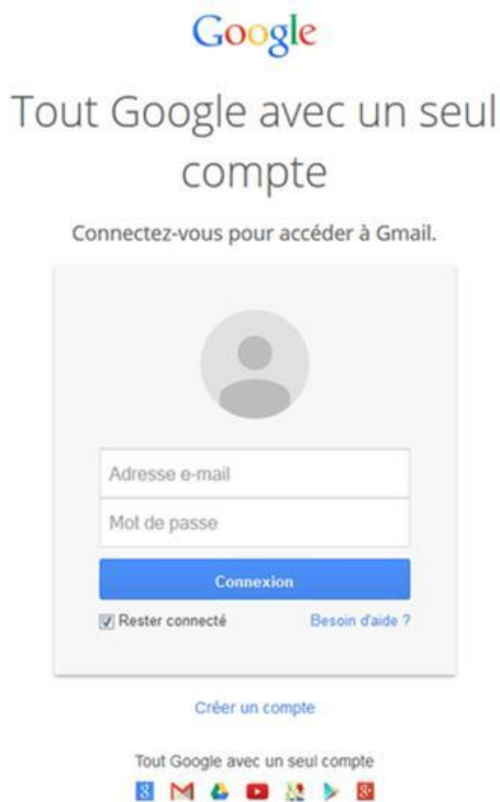 Google
Tout Google avec un seul
compte
Connectez-vous pour accéder à Gmail.
Adresse e-mail
Mot de passe
Connexion
Rester connecté Besoin d'aide ?
Créer un compte
Tout Google avec un seul compte